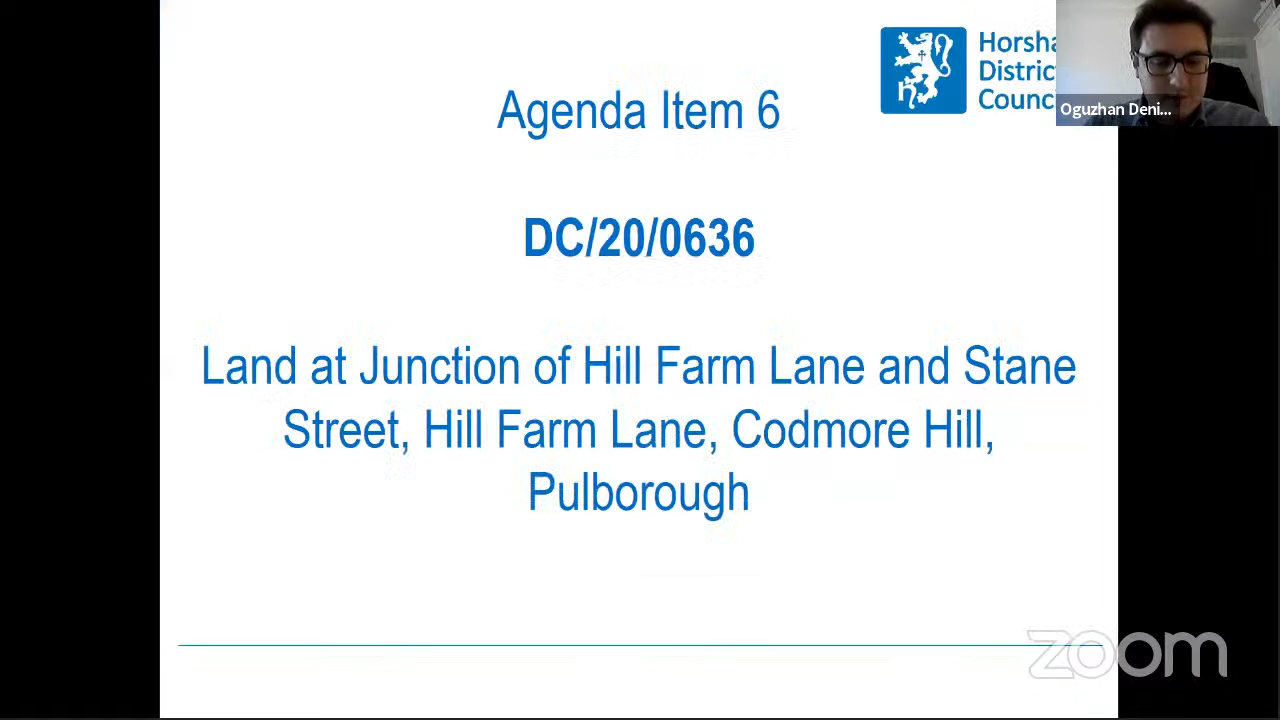 Agenda Item 6
Horsha
District
Counc
Oguzhan Deni...
DC/20/0636
Land at Junction of Hill Farm Lane and Stane
Street, Hill Farm Lane, Codmore Hill,
Pulborough
zoom